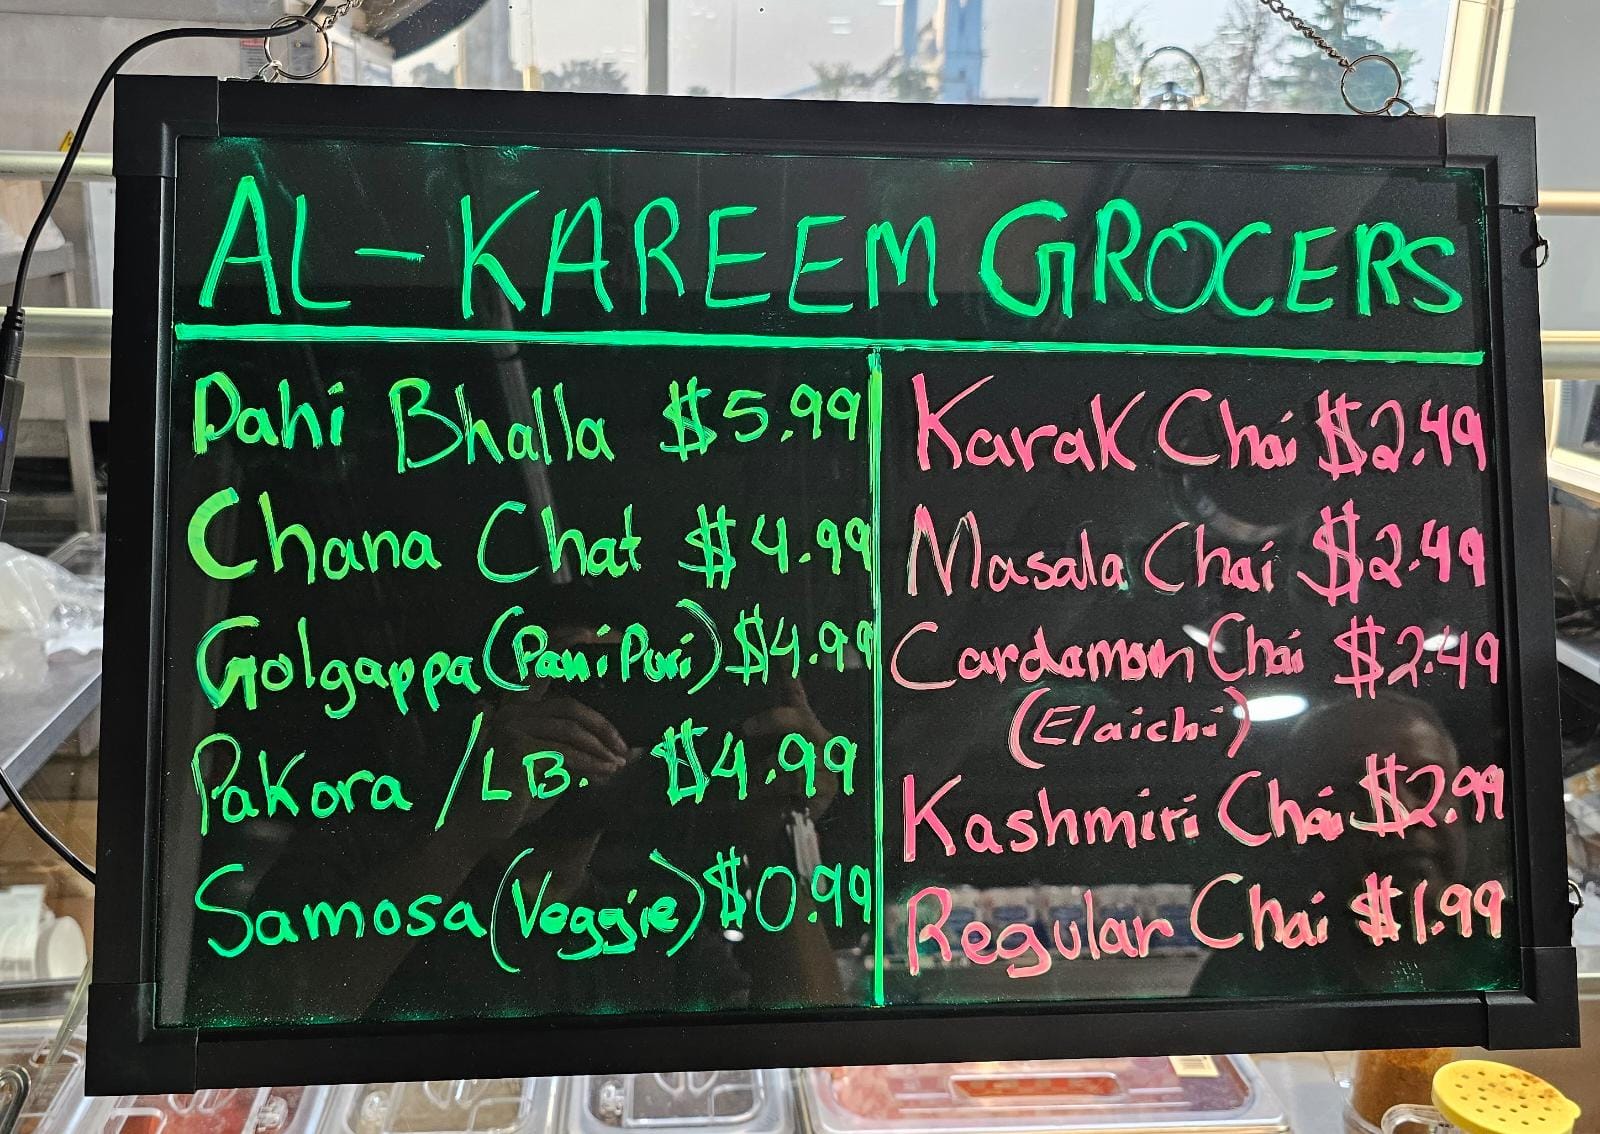 AL-KAREEM GROCERS
Dahi Bhalla $5.99
Chana Chat $4.99
Golgappa (Pani Puri) $4.99
Pakora /LB. $4.99
Samosa (Veggie) $0.99
Karak Chai $2.49
Masala Chai $2.49
Cardamom Chai $2.49
(Elaichi)
Kashmiri Chai $2.99
Regular Chai $1.99